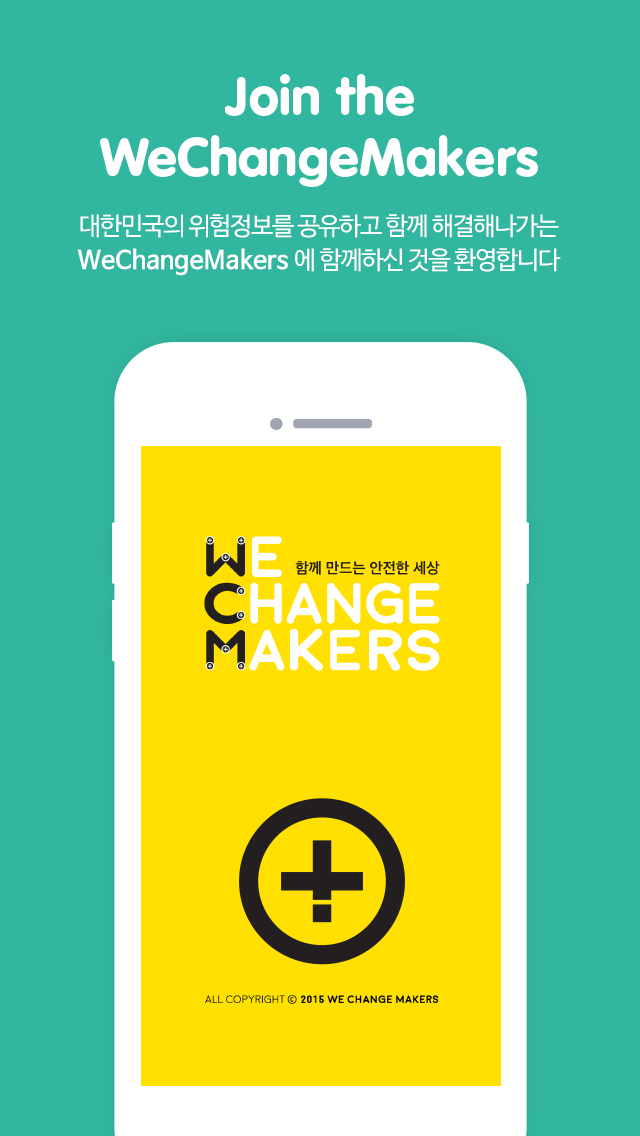 Join the
WeChangeMakers
대한민국의 위험정보를 공유하고 함께 해결해나가는
WeChangeMakers 에 함께하신 것을 환영합니다
WE 함께 만드는 안전한 세상
CHANGE
MAKERS
ALL COPYRIGHT © 2015 WE CHANGE MAKERS